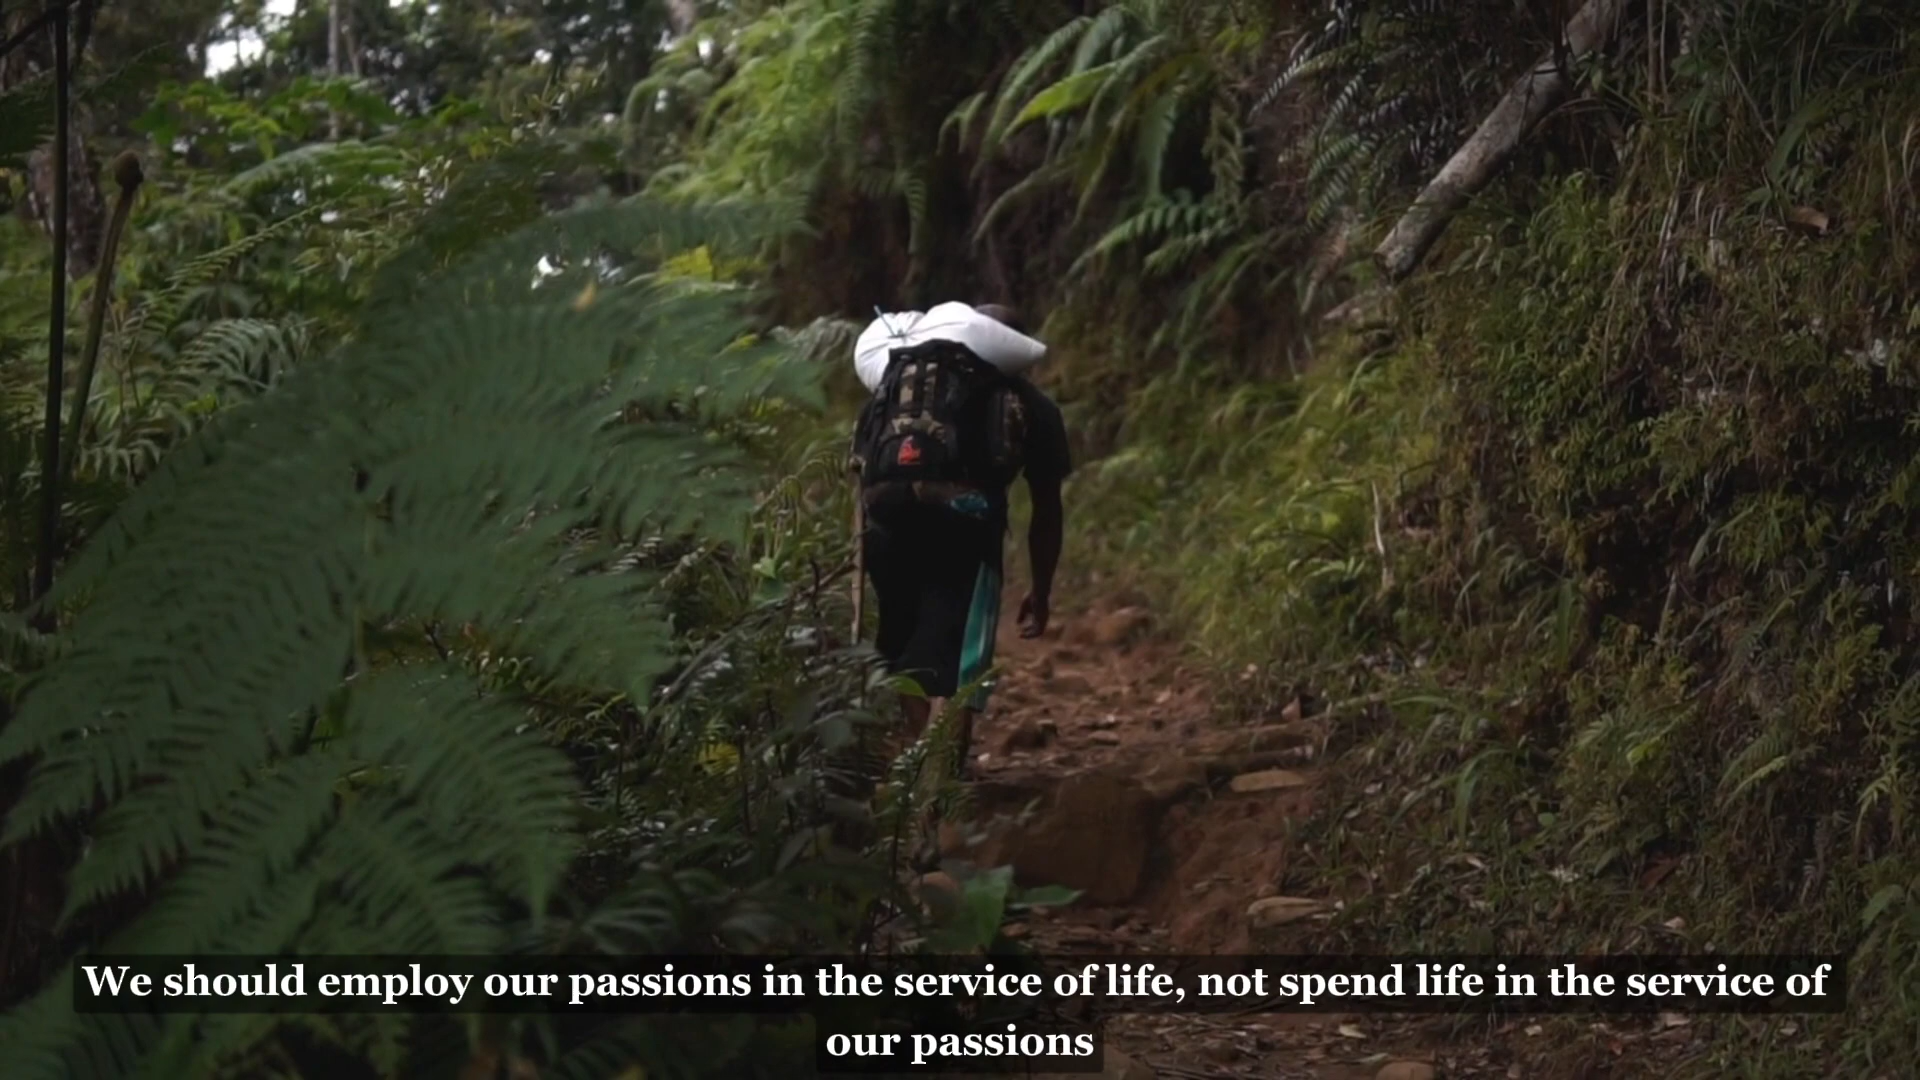 We should employ our passions in the service of life, not spend life in the service of
our passions